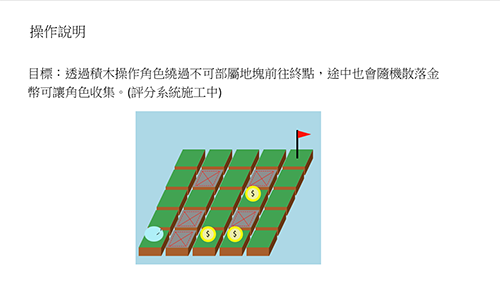 操作說明
目標：透過積木操作角色繞過不可部屬地塊前往終點，途中也會隨機散落金
幣可讓角色收集。(評分系統施工中)
$
$
$